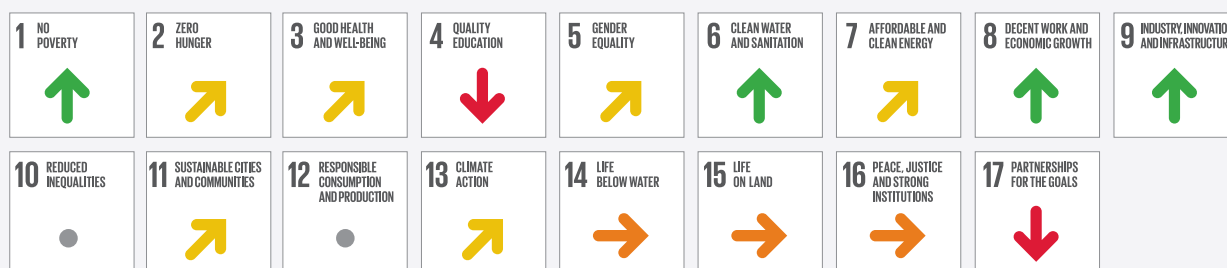 1 NO
POVERTY
2 ZERO
HUNGER
3 GOOD HEALTH
AND WELL-BEING
4 QUALITY
EDUCATION
5 GENDER
EQUALITY
6 CLEAN WATER
AND SANITATION
7 AFFORDABLE AND
CLEAN ENERGY
8 DECENT WORK AND
ECONOMIC GROWTH
9 INDUSTRY, INNOVATIO
AND INFRASTRUCTUR
10 REDUCED
INEQUALITIES
11 SUSTAINABLE CITIES
AND COMMUNITIES
12 RESPONSIBLE
CONSUMPTION
AND PRODUCTION
13 CLIMATE
ACTION
14 LIFE
BELOW WATER
15 LIFE
ON LAND
16 PEACE, JUSTICE
AND STRONG
INSTITUTIONS
17 PARTNERSHIPS
FOR THE GOALS